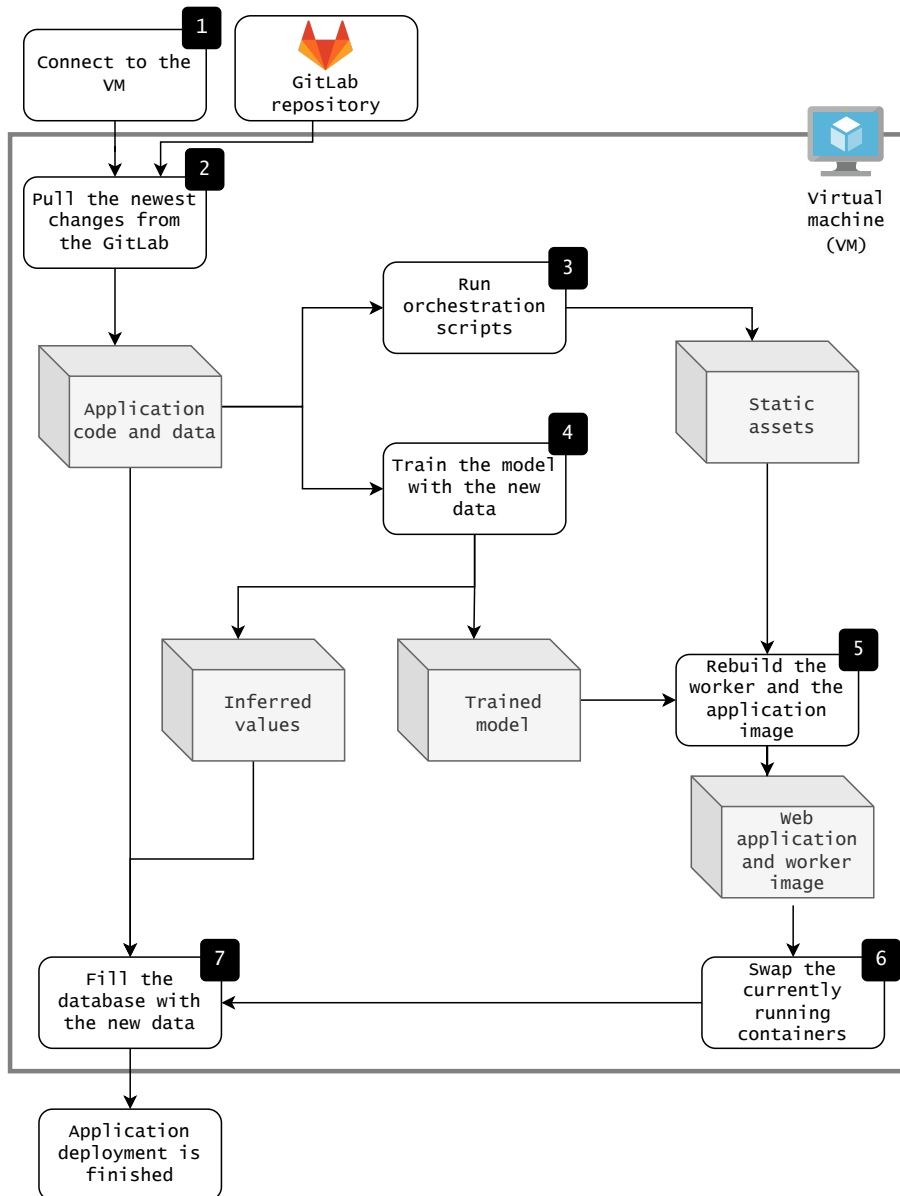 1
Connect to the
VM
GitLab
repository
Virtual
machine
(VM)
2
Pull the newest
changes from
the GitLab
3
Run
orchestration
scripts
Application
code and data
Static
assets
4
Train the model
with the new
data
Inferred
values
Trained
model
5
Rebuild the
worker and the
application
image
Web
application
and worker
image
6
Swap the
currently
running
containers
7
Fill the
database with
the new data
Application
deployment is
finished